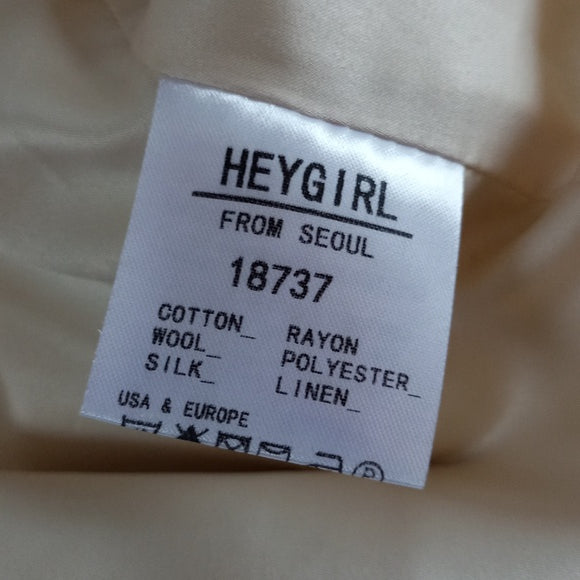 HEYGIRL
FROM SEOUL
18737
COTTON_ RAYON
WOOL_ POLYESTER_
SILK_ LINEN_
USA & EUROPE
P